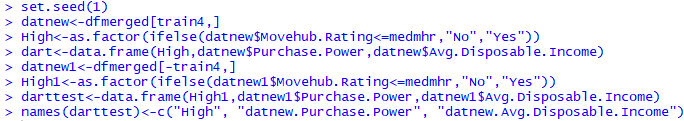 > set.seed(1)
> datnew<-dfmerged[train4,]
> High<-as.factor(ifelse(datnew$Movehub.Rating<=medmhr,"No","Yes"))
> dart<-data.frame(High,datnew$Purchase.Power,datnew$Avg.Disposable.Income)
> datnew1<-dfmerged[-train4,]
> High1<-as.factor(ifelse(datnew1$Movehub.Rating<=medmhr,"No","Yes"))
> darttest<-data.frame(High1,datnew1$Purchase.Power,datnew1$Avg.Disposable.Income)
> names(darttest)<-c("High", "datnew.Purchase.Power", "datnew.Avg.Disposable.Income")